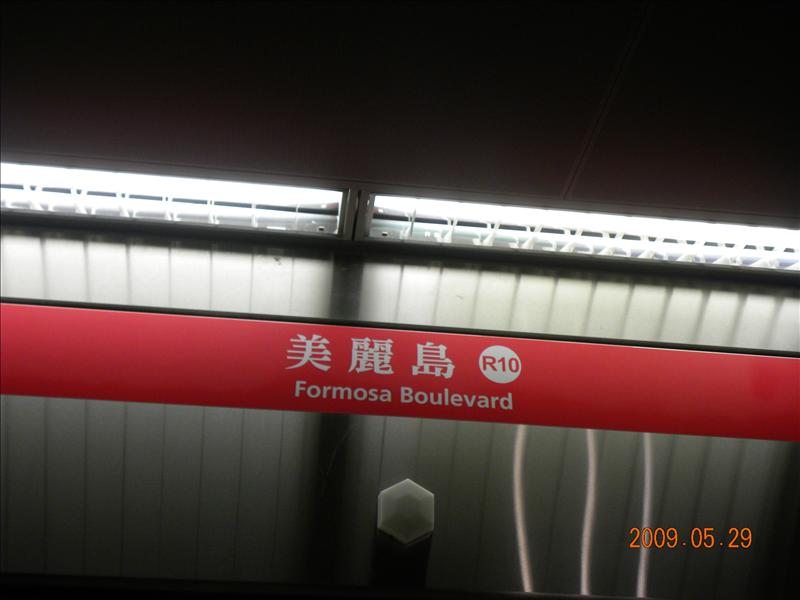 美麗島 R10
Formosa Boulevard
2009.05.29